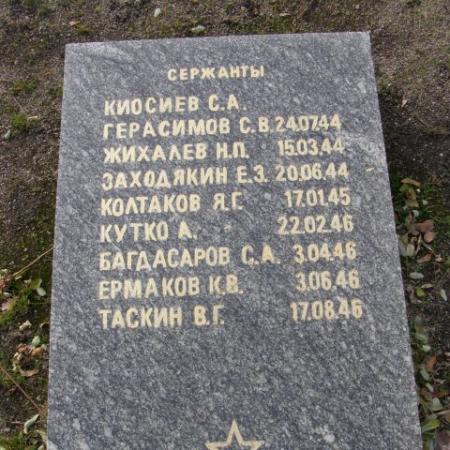 СЕРЖАНТЫ
КИОСИЕВ С.А.
ГЕРАСИМОВ С.В. 24.07.44
ЖИХАЛЕВ Н.П. 15.03.44
ЗАХОДЯКИН Е.З. 20.06.44
КОЛТАКОВ Я.Г. 17.01.45
КУТКО А. 22.02.46
БАГДАСАРОВ С.А. 3.04.46
ЕРМАКОВ К.В. 3.06.46
ТАСКИН В.Г. 17.08.46